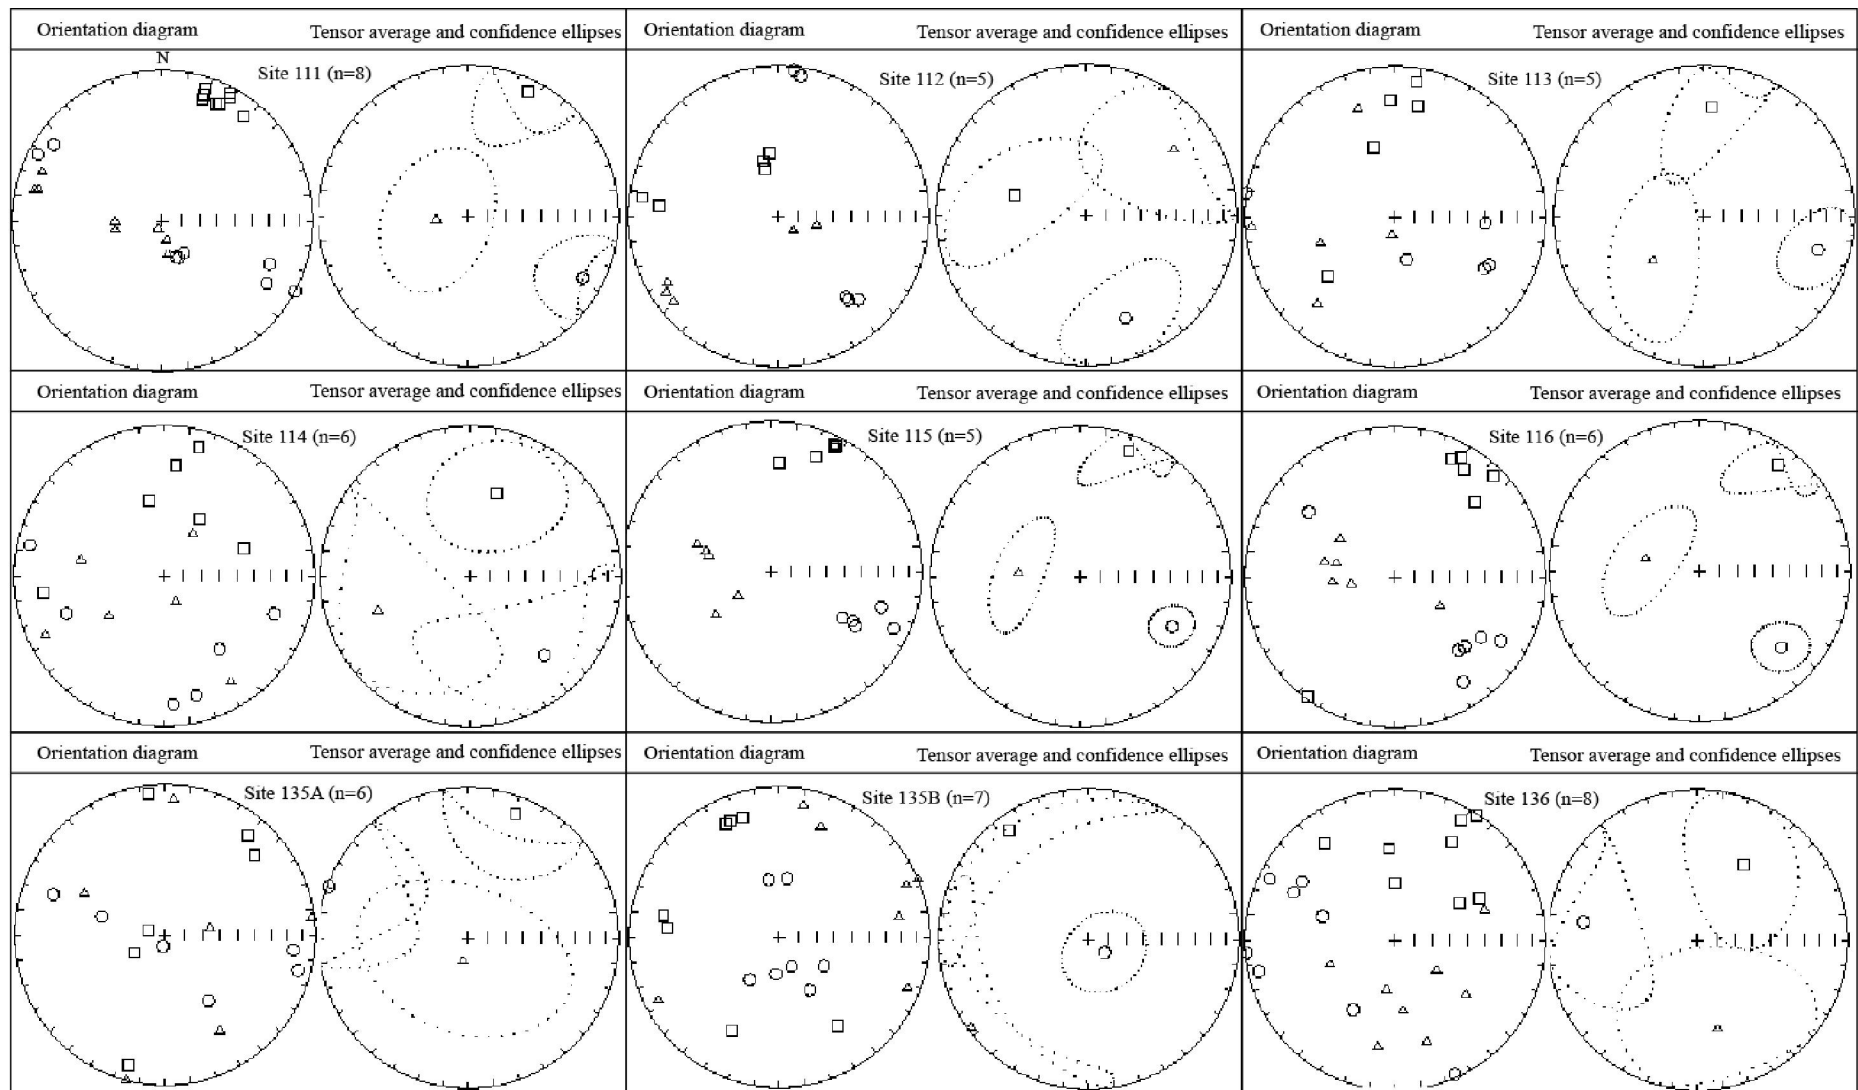 Orientation diagram Tensor average and confidence ellipses Orientation diagram Tensor average and confidence ellipses Orientation diagram Tensor average and confidence ellipses
N
Site 111 (n=8) Site 112 (n=5) Site 113 (n=5)
Orientation diagram Tensor average and confidence ellipses Orientation diagram Tensor average and confidence ellipses Orientation diagram Tensor average and confidence ellipses
Site 114 (n=6) Site 115 (n=5) Site 116 (n=6)
Orientation diagram Tensor average and confidence ellipses Orientation diagram Tensor average and confidence ellipses Orientation diagram Tensor average and confidence ellipses
Site 135A (n=6) Site 135B (n=7) Site 136 (n=8)